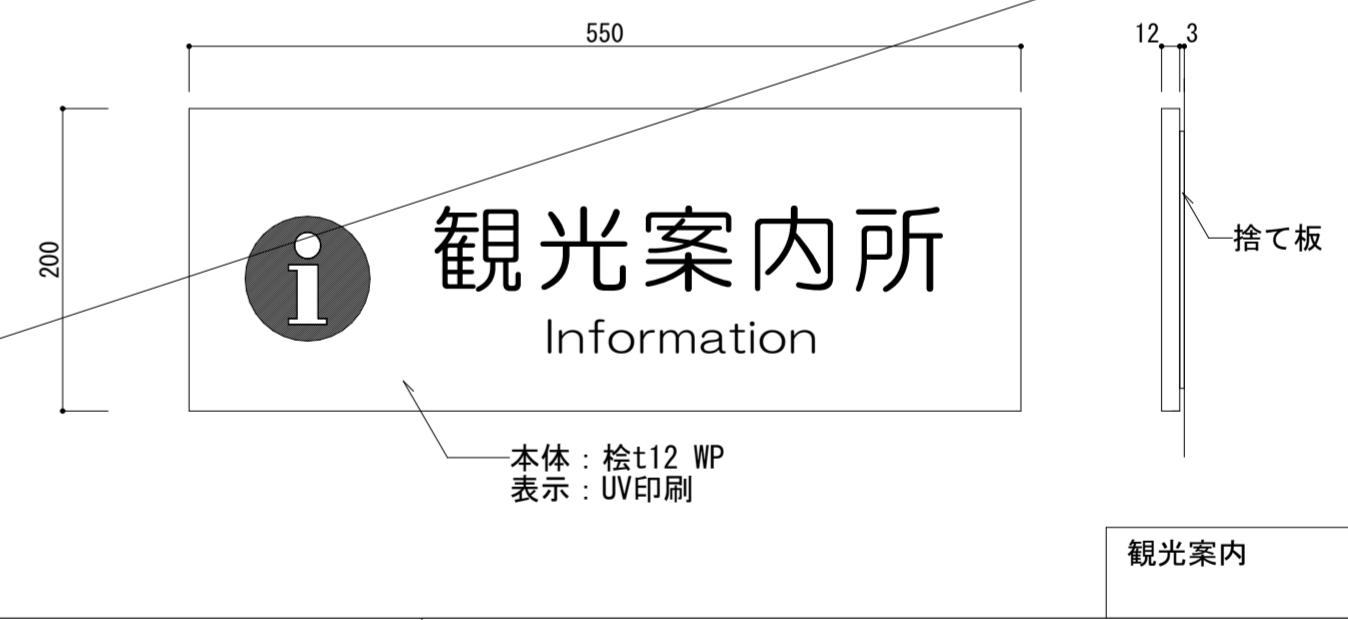 550
12 3
200
i
観光案内所
Information
捨て板
本体：桧t12 WP
表示：UV印刷
観光案内